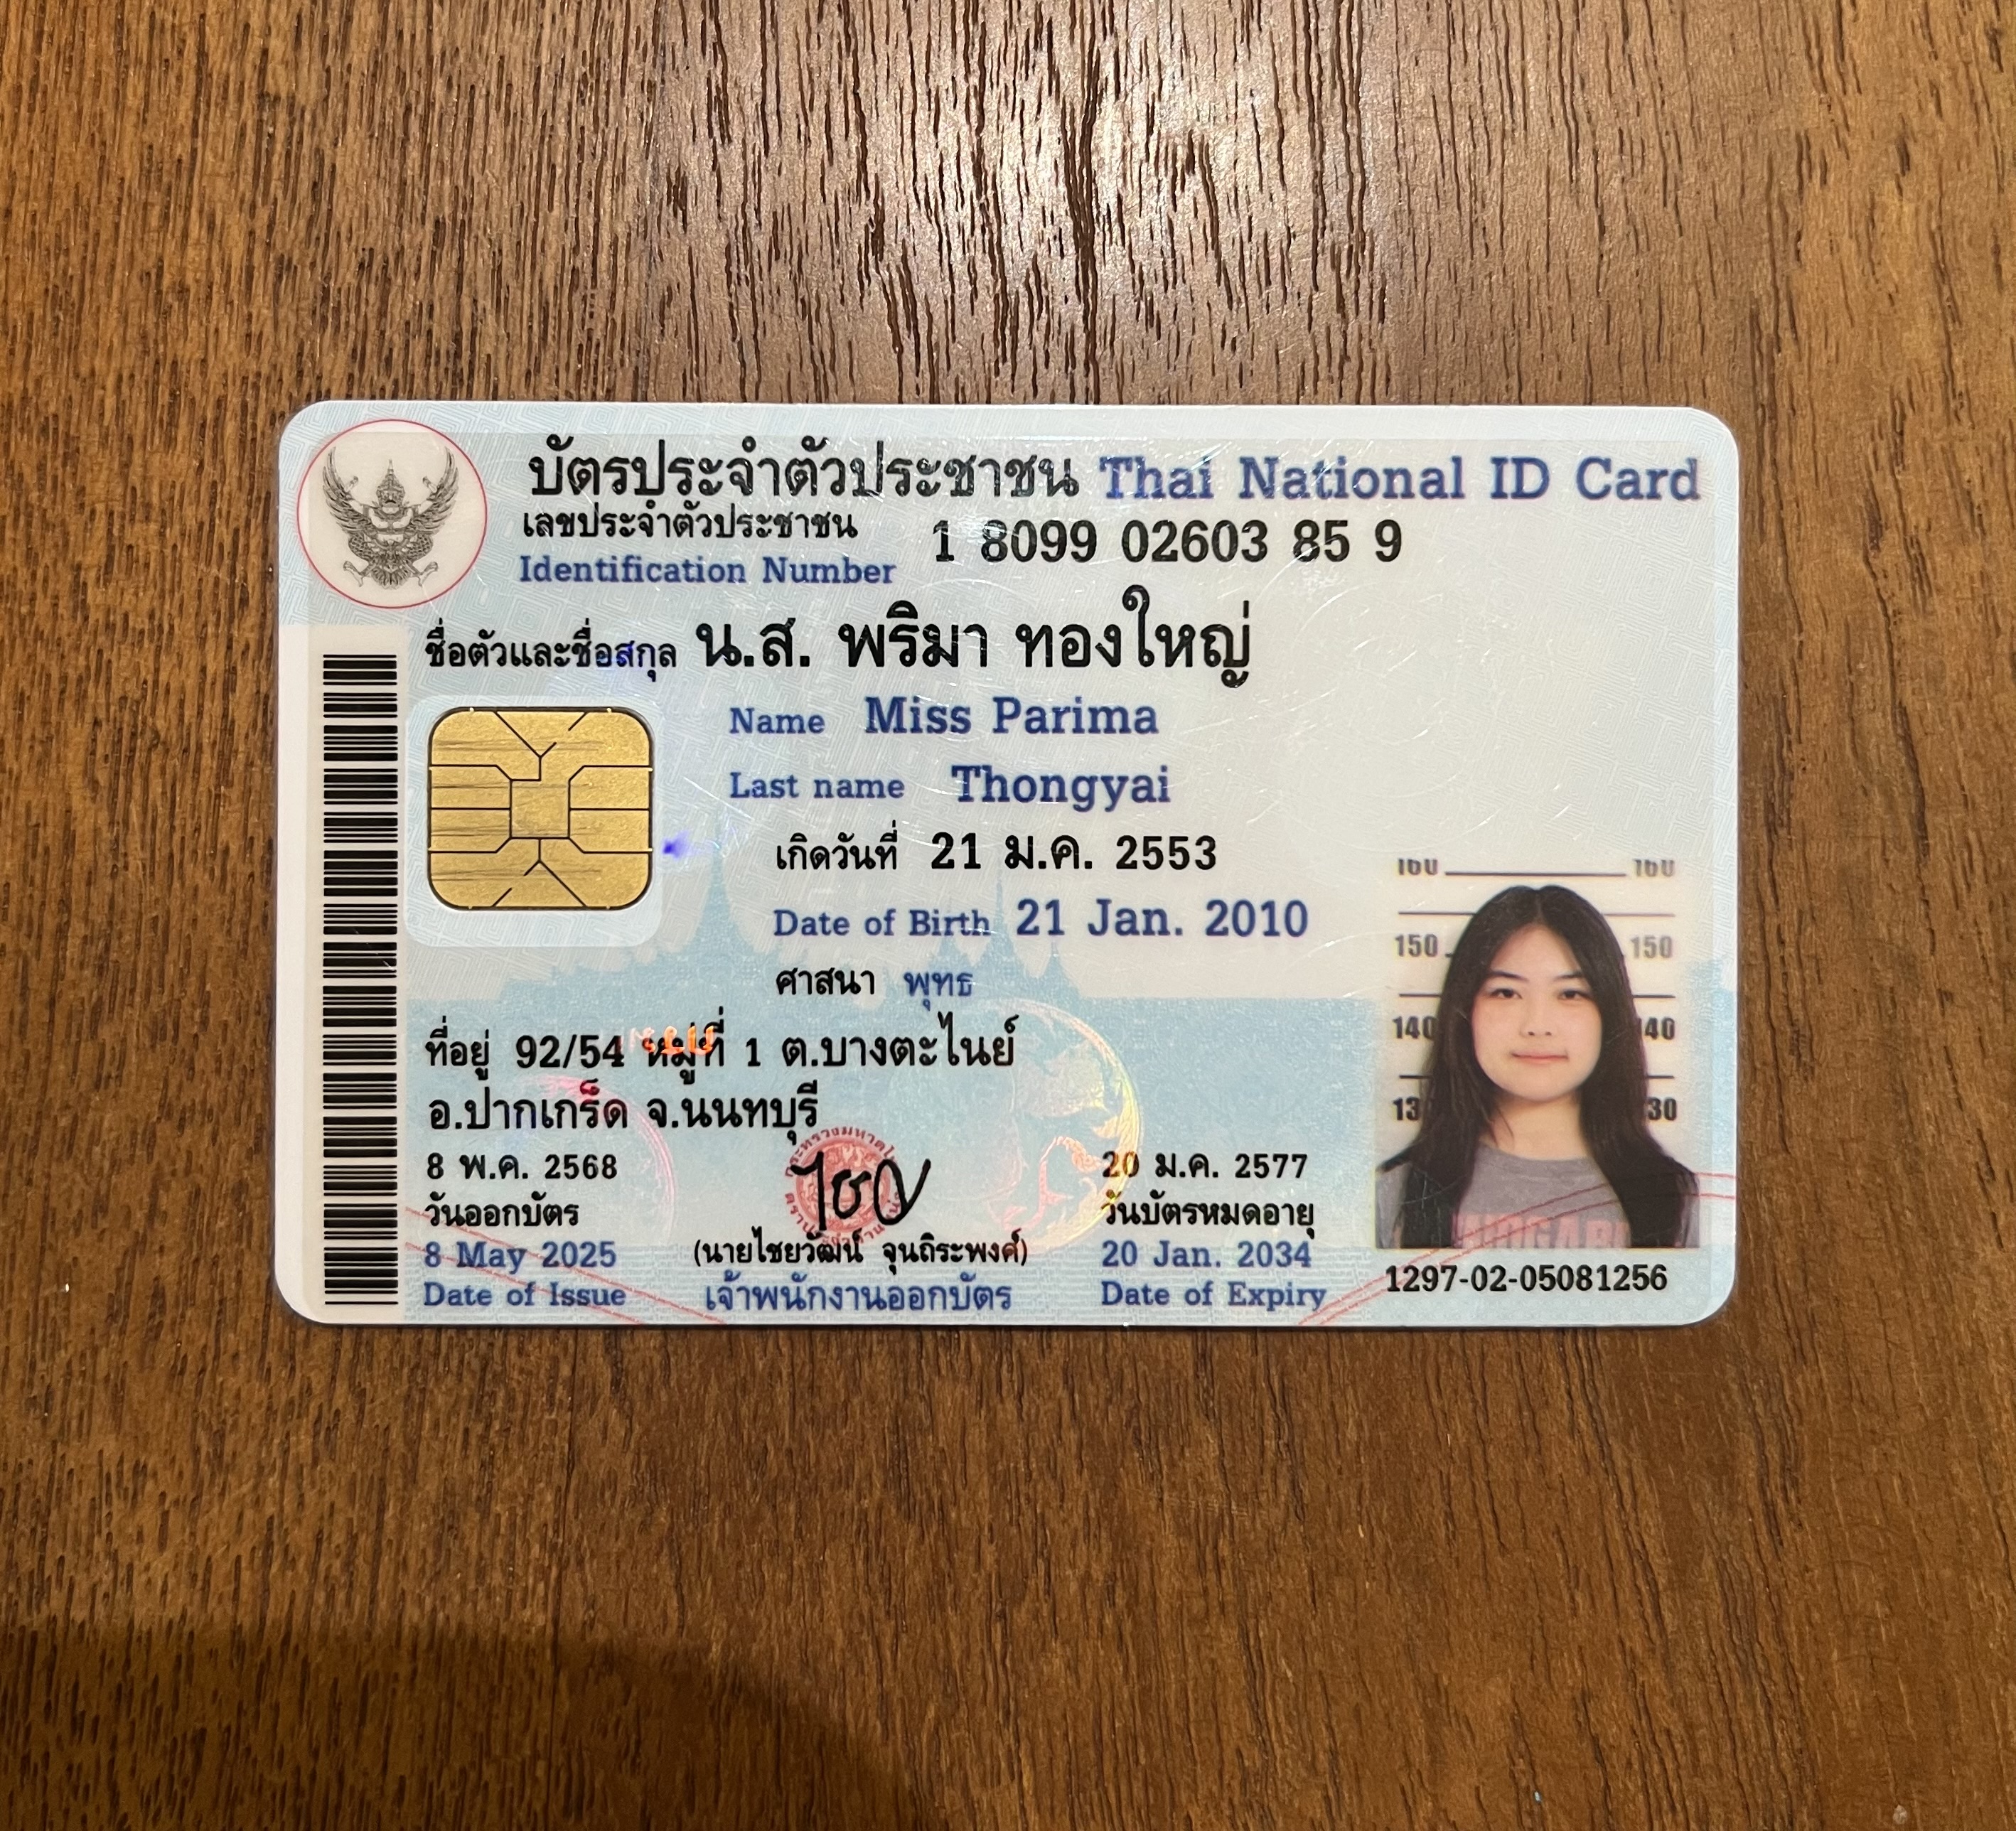 บัตรประจำตัวประชาชน Thai National ID Card
เลขประจำตัวประชาชน 1 8099 02603 85 9
Identification Number
ชื่อตัวและชื่อสกุล น.ส. พริมา ทองใหญ่
Name Miss Parima
Last name Thongyai
เกิดวันที่ 21 ม.ค. 2553
Date of Birth 21 Jan. 2010
ศาสนา พุทธ
ที่อยู่ 92/54 หมู่ที่ 1 ต.บางตะไนย์
อ.ปากเกร็ด จ.นนทบุรี
8 พ.ค. 2568
วันออกบัตร
8 May 2025
Date of Issue
(นายไชยวัฒน์ จุนถิระพงศ์)
เจ้าพนักงานออกบัตร
20 ม.ค. 2577
วันบัตรหมดอายุ
20 Jan. 2034
Date of Expiry
160 160
150 150
140 40
13 30
1297-02-05081256